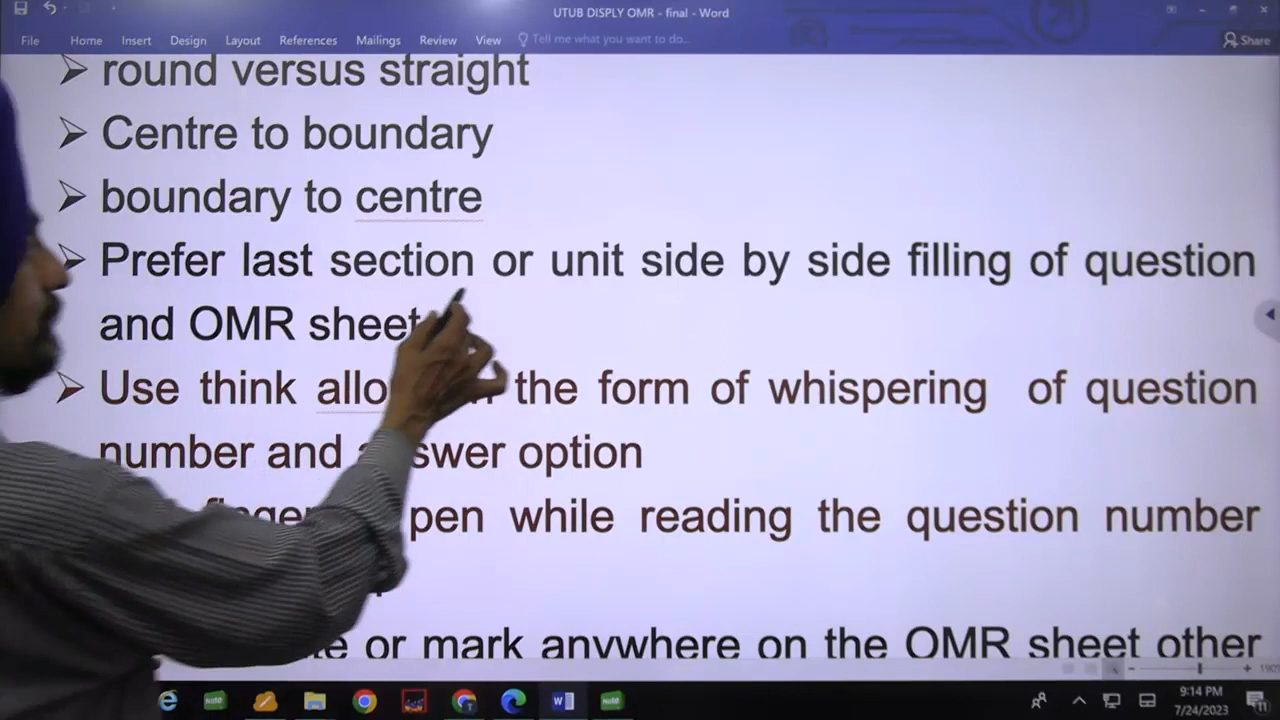 UTUB DISPLY OMR - final - Word
File Home Insert Design Layout References Mailings Review View Tell me what you want to do... Share
round versus straight
Centre to boundary
boundary to centre
Prefer last section or unit side by side filling of question
and OMR sheet
Use think the form of whispering of question
number and answer option
pen while reading the question number
or mark anywhere on the OMR sheet other
9:14 PM
7/24/2023